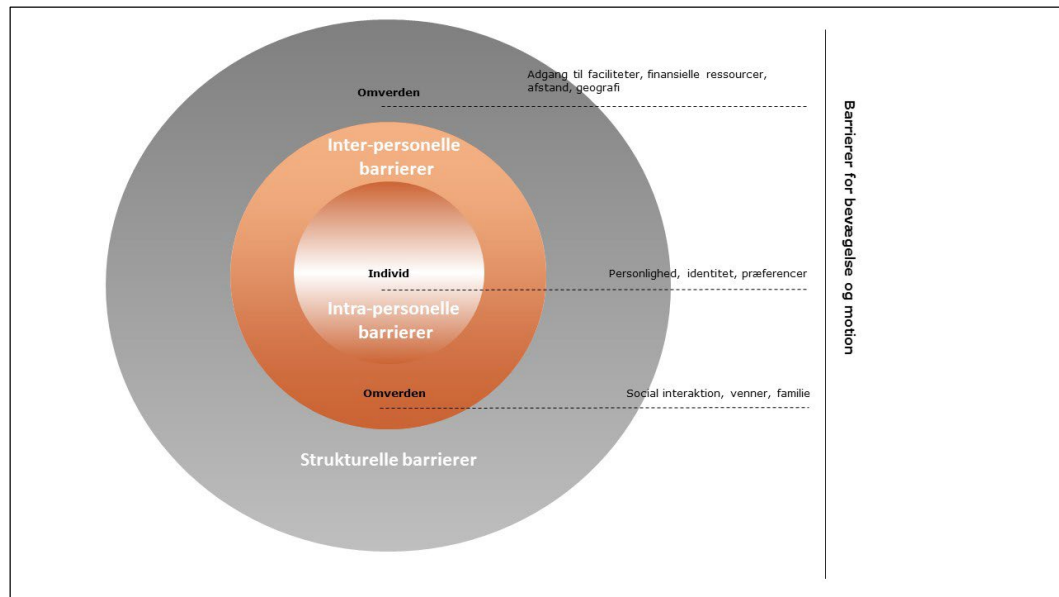 Adgang til faciliteter, finansielle ressourcer,
afstand, geografi
Omverden
Inter-personelle
barrierer
Individ
Personlighed, identitet, præferencer
Intra-personelle
barrierer
Omverden
Social interaktion, venner, familie
Strukturelle barrierer
Barrierer for bevægelse og motion